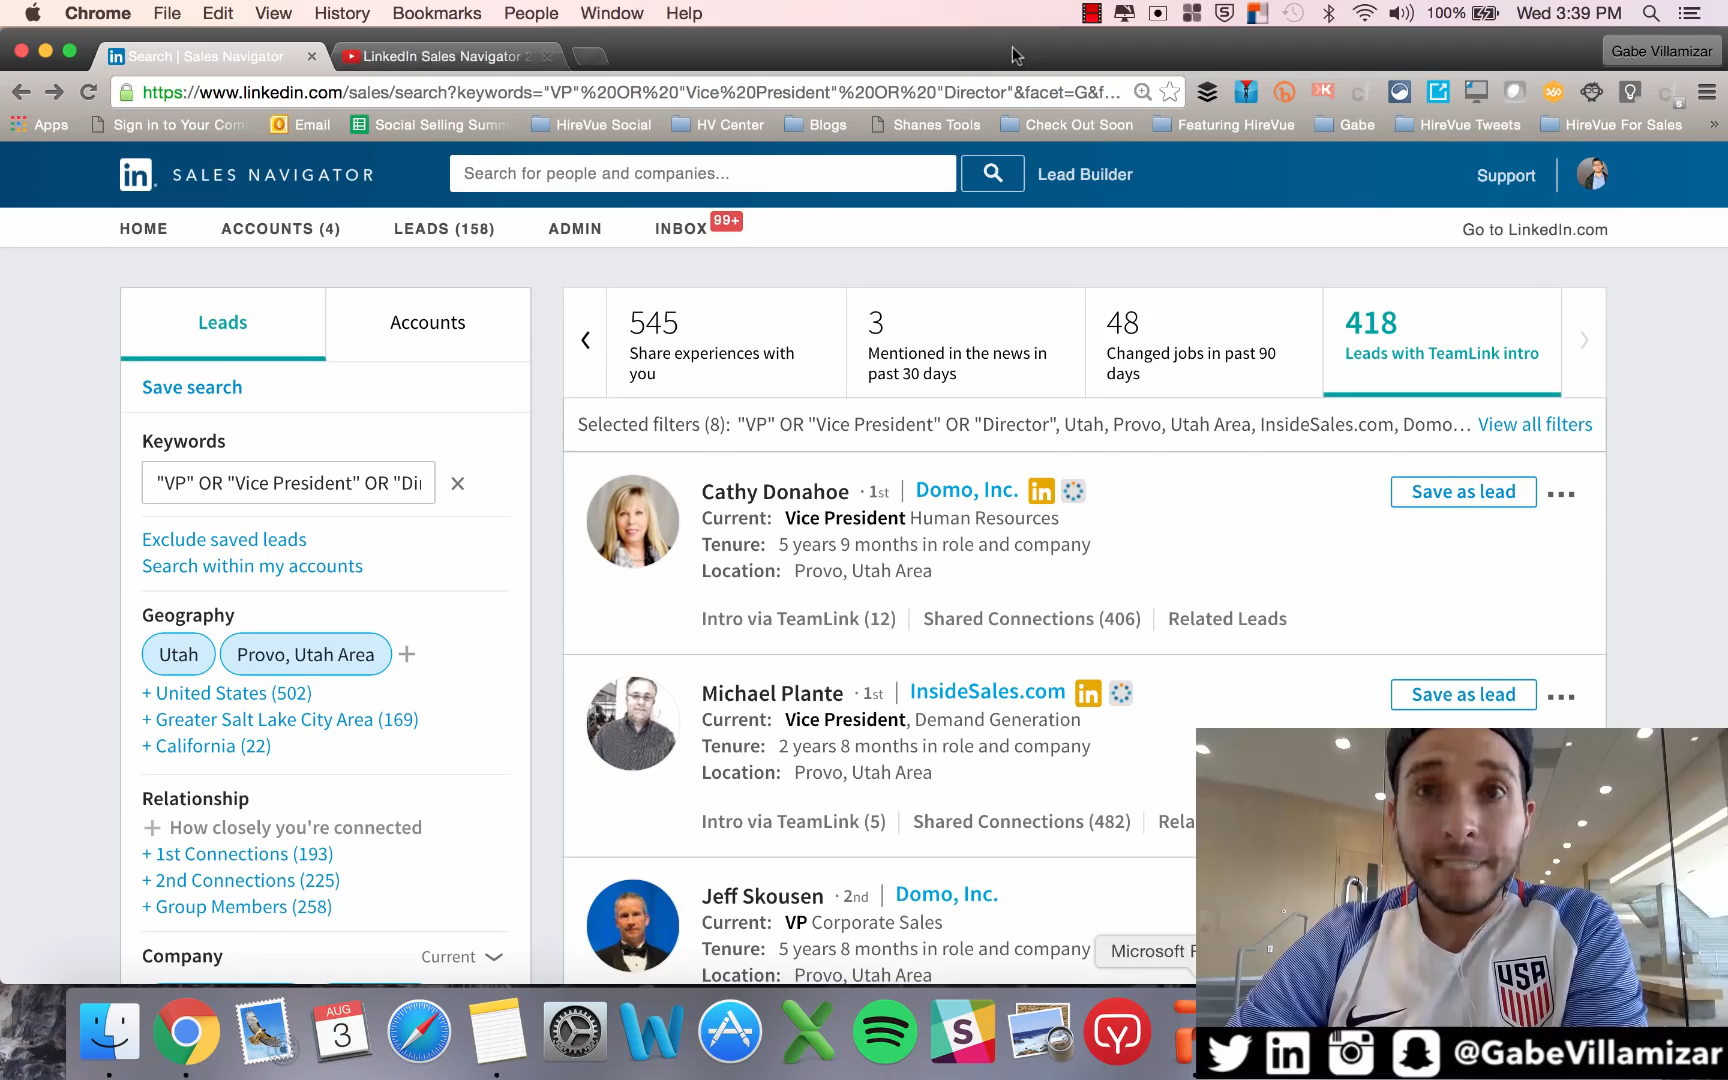 Chrome File Edit View History Bookmarks People Window Help 100% Wed 3:39 PM
Search | Sales Navigator LinkedIn Sales Navigator 2 Gabe Villamizar
https://www.linkedin.com/sales/search?keywords="VP"%20OR%20"Vice%20President"%20OR%20"Director"&facet=G&f...
Apps Sign in to Your Com Email Social Selling Summ HireVue Social HV Center Blogs Shanes Tools Check Out Soon Featuring HireVue Gabe HireVue Tweets HireVue For Sales »
in SALES NAVIGATOR Search for people and companies... Lead Builder Support
HOME ACCOUNTS (4) LEADS (158) ADMIN INBOX 99+ Go to LinkedIn.com
Leads Accounts
Save search
Keywords
"VP" OR "Vice President" OR "Di
Exclude saved leads
Search within my accounts
Geography
Utah Provo, Utah Area +
+ United States (502)
+ Greater Salt Lake City Area (169)
+ California (22)
Relationship
+ How closely you're connected
+ 1st Connections (193)
+ 2nd Connections (225)
+ Group Members (258)
Company Current
545
Share experiences with
you
3
Mentioned in the news in
past 30 days
48
Changed jobs in past 90
days
418
Leads with TeamLink intro
Selected filters (8): "VP" OR "Vice President" OR "Director", Utah, Provo, Utah Area, InsideSales.com, Domo... View all filters
Cathy Donahoe · 1st | Domo, Inc. in Save as lead ...
Current: Vice President Human Resources
Tenure: 5 years 9 months in role and company
Location: Provo, Utah Area
Intro via TeamLink (12) | Shared Connections (406) | Related Leads
Michael Plante · 1st | InsideSales.com in Save as lead ...
Current: Vice President, Demand Generation
Tenure: 2 years 8 months in role and company
Location: Provo, Utah Area
Intro via TeamLink (5) | Shared Connections (482) | Rela
Jeff Skousen · 2nd | Domo, Inc.
Current: VP Corporate Sales
Tenure: 5 years 8 months in role and company
Location: Provo, Utah Area
Microsoft
USA
AUG
3
in @GabeVillamizar